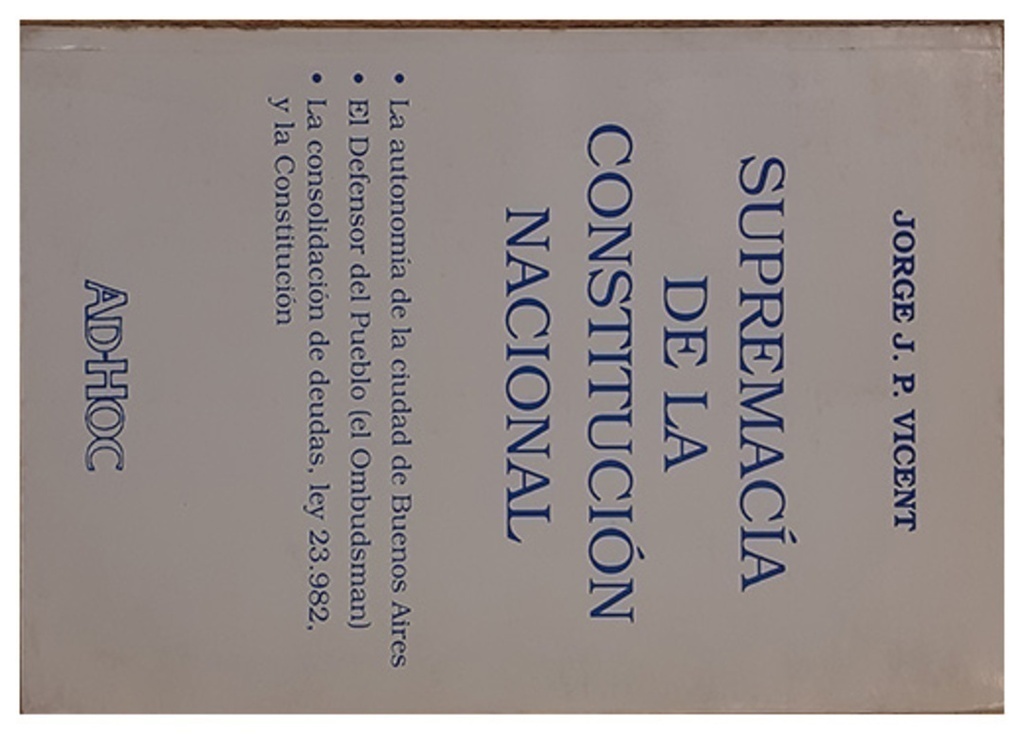 JORGE J. P. VICENT
SUPREMACÍA
DE LA
CONSTITUCIÓN
NACIONAL
• La autonomía de la ciudad de Buenos Aires
• El Defensor del Pueblo (el Ombudsman)
• La consolidación de deudas, ley 23.982,
y la Constitución
AD-HOC